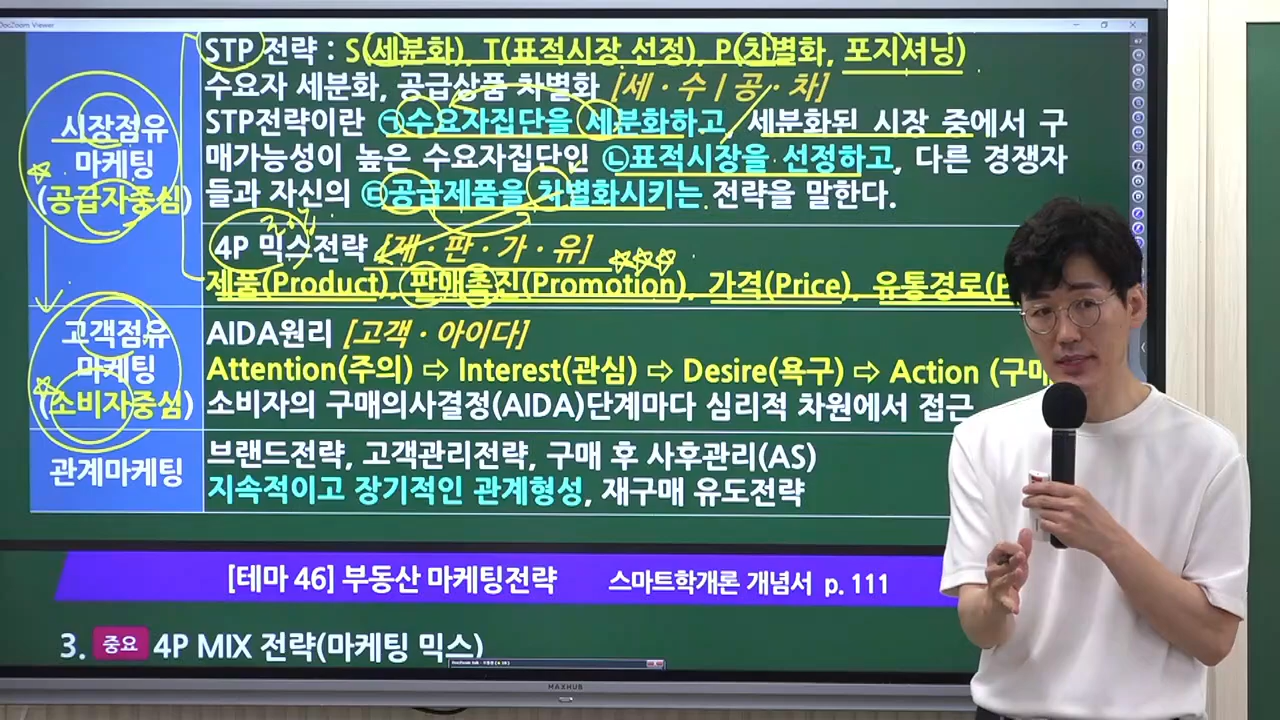 DocZoom Viewer
STP 전략 : S(세분화), T(표적시장 선정), P(차별화, 포지셔닝)
수요자 세분화, 공급상품 차별화 [세·수 / 공·차]
시장점유
마케팅
(공급자중심)
STP전략이란 ㉠수요자집단을 세분화하고, 세분화된 시장 중에서 구
매가능성이 높은 수요자집단인 ㉡표적시장을 선정하고, 다른 경쟁자
들과 자신의 ㉢공급제품을 차별화시키는 전략을 말한다.
4P 믹스전략 [제·판·가·유]
제품(Product), 판매촉진(Promotion), 가격(Price), 유통경로(P
고객점유
마케팅
(소비자중심)
AIDA원리 [고객·아이다]
Attention(주의) ⇨ Interest(관심) ⇨ Desire(욕구) ⇨ Action (구매
소비자의 구매의사결정(AIDA)단계마다 심리적 차원에서 접근
관계마케팅
브랜드전략, 고객관리전략, 구매 후 사후관리(AS)
지속적이고 장기적인 관계형성, 재구매 유도전략
[테마 46] 부동산 마케팅전략 스마트학개론 개념서 p. 111
3. 중요 4P MIX 전략(마케팅 믹스)
MAXHUB